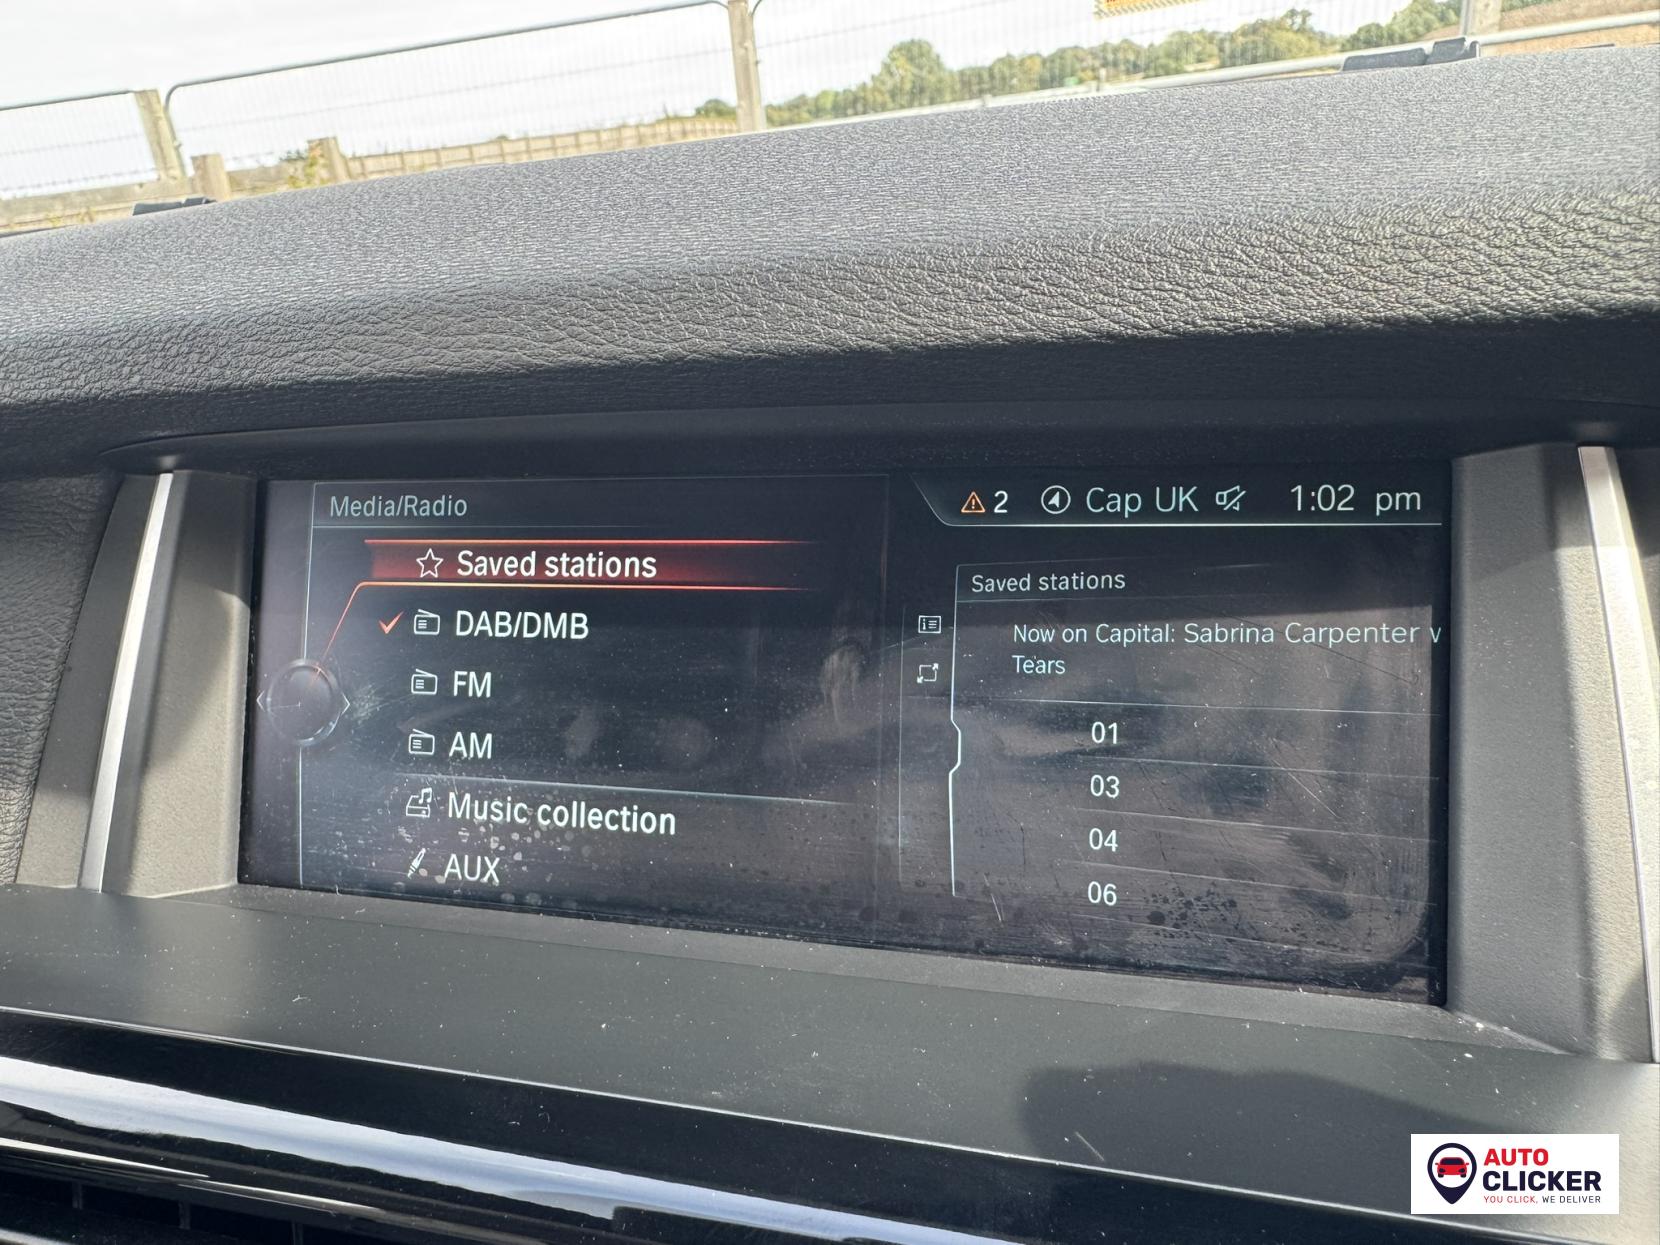 Media/Radio
2 Cap UK 1:02 pm
Saved stations
DAB/DMB
FM
AM
Music collection
AUX
Saved stations
Now on Capital: Sabrina Carpenter
Tears
01
03
04
06
AUTO
CLICKER
YOU CLICK, WE DELIVER